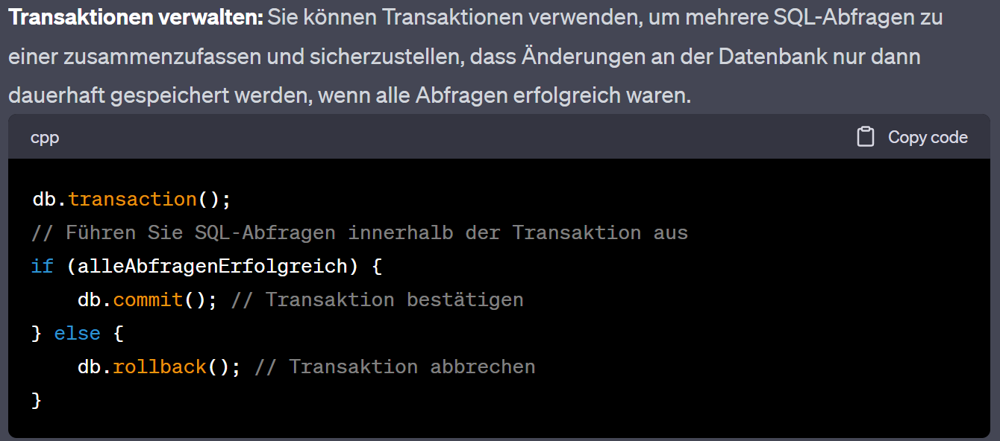 Transaktionen verwalten: Sie können Transaktionen verwenden, um mehrere SQL-Abfragen zu
einer zusammenzufassen und sicherzustellen, dass Änderungen an der Datenbank nur dann
dauerhaft gespeichert werden, wenn alle Abfragen erfolgreich waren.
cpp Copy code
db.transaction();
// Führen Sie SQL-Abfragen innerhalb der Transaktion aus
if (alleAbfragenErfolgreich) {
    db.commit(); // Transaktion bestätigen
} else {
    db.rollback(); // Transaktion abbrechen
}